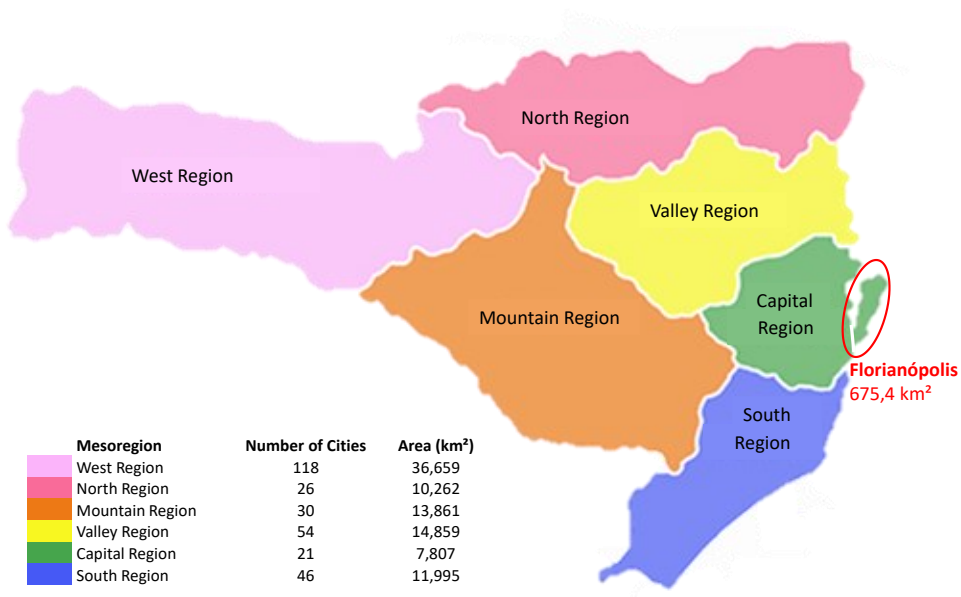 North Region
West Region
Valley Region
Capital
Region
Mountain Region
Florianópolis
675,4 km²
South
Region
Mesoregion Number of Cities Area (km²)
West Region 118 36,659
North Region 26 10,262
Mountain Region 30 13,861
Valley Region 54 14,859
Capital Region 21 7,807
South Region 46 11,995